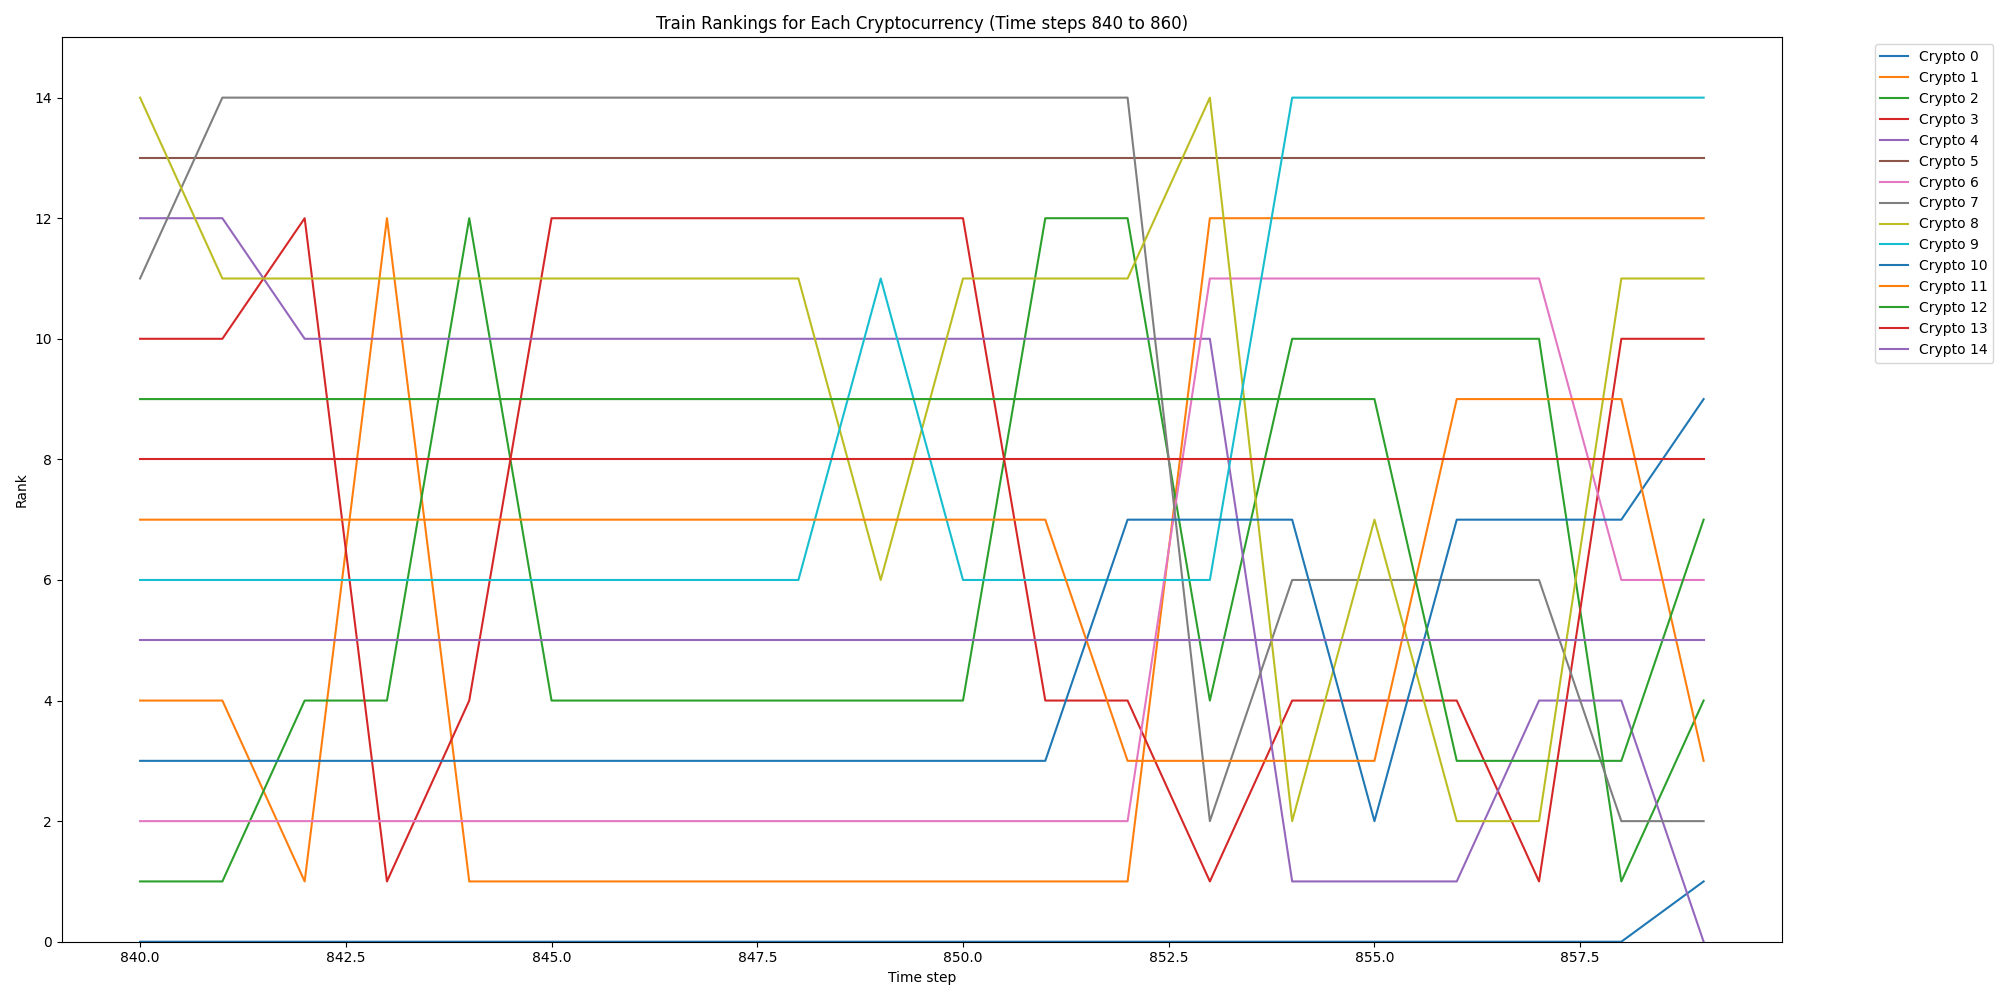 Train Rankings for Each Cryptocurrency (Time steps 840 to 860)
Rank
14
12
10
8
6
4
2
0
840.0 842.5 845.0 847.5 850.0 852.5 855.0 857.5
Time step
Crypto 0
Crypto 1
Crypto 2
Crypto 3
Crypto 4
Crypto 5
Crypto 6
Crypto 7
Crypto 8
Crypto 9
Crypto 10
Crypto 11
Crypto 12
Crypto 13
Crypto 14